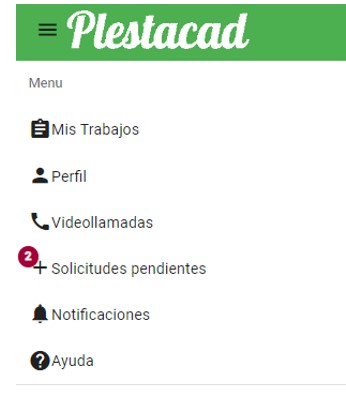 Plestacad
Menu
Mis Trabajos
Perfil
Videollamadas
2
Solicitudes pendientes
Notificaciones
Ayuda